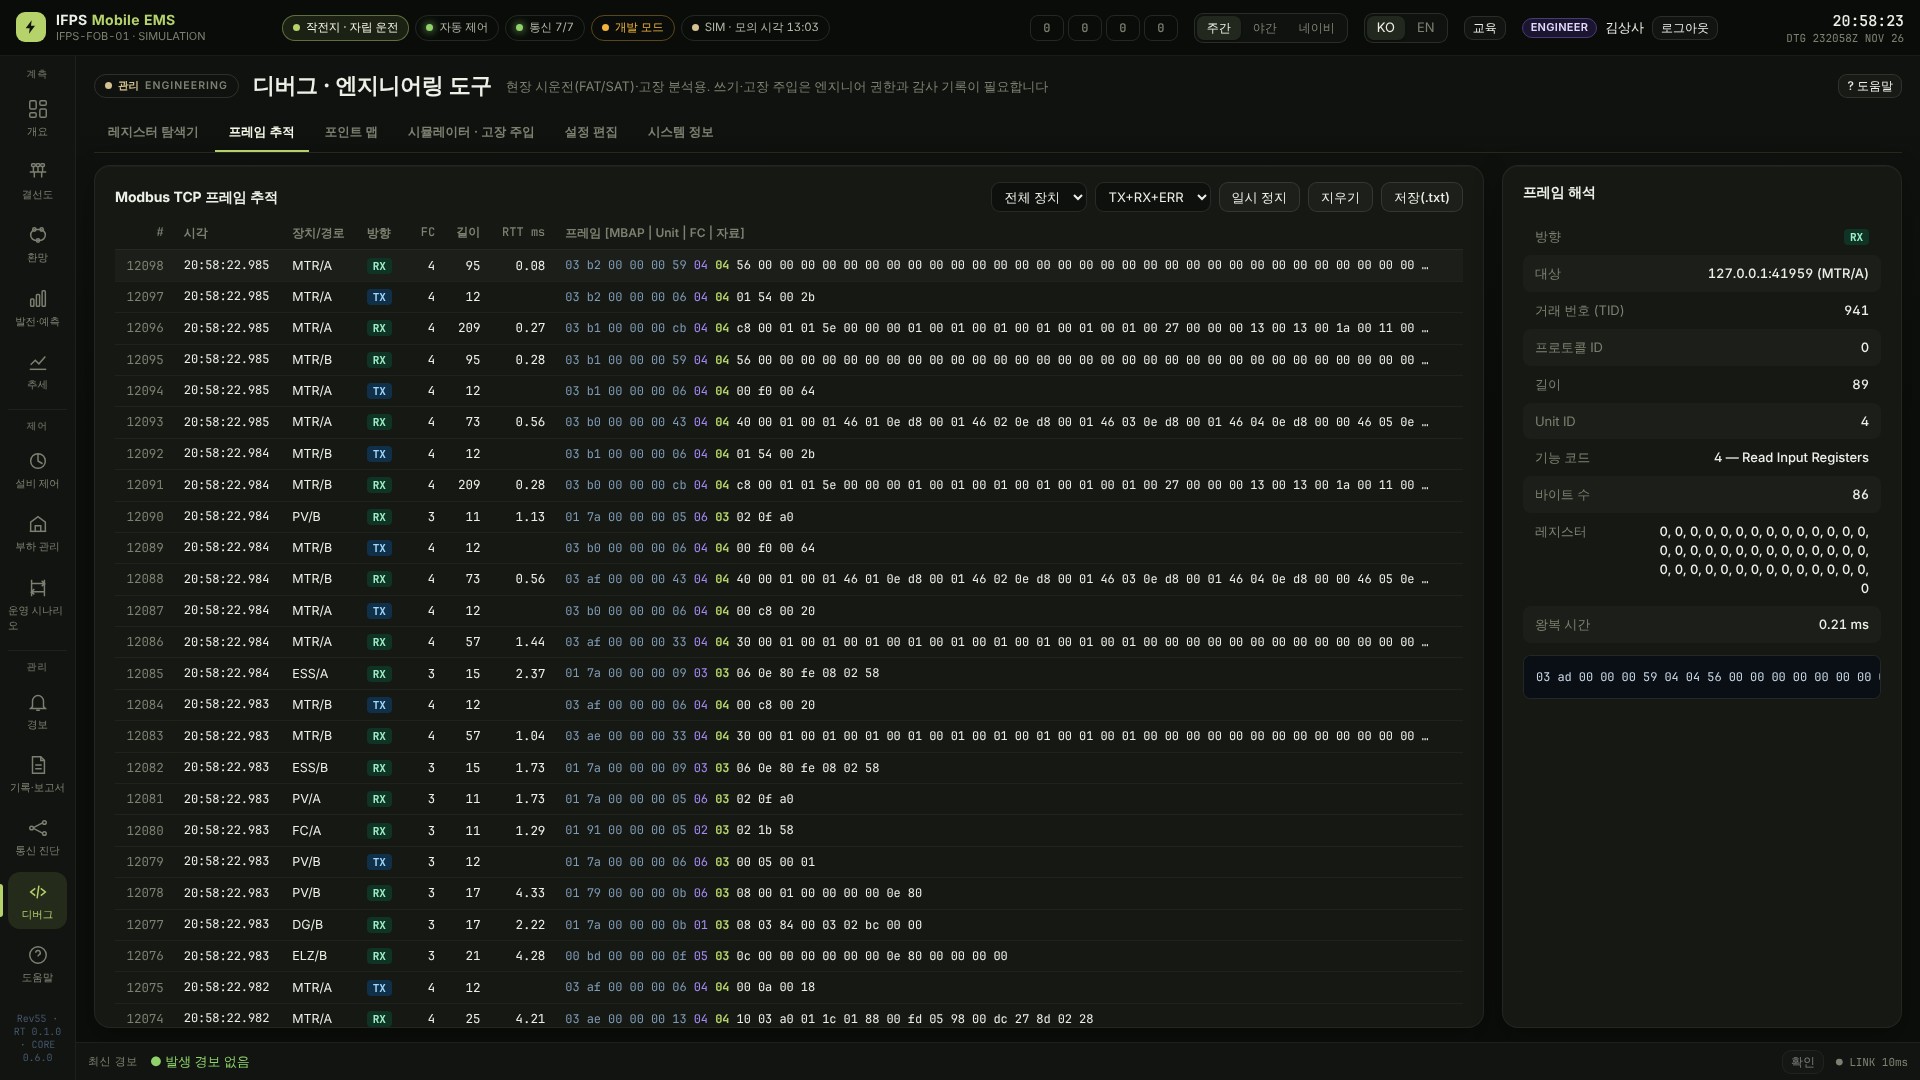 IFPS Mobile EMS
IFPS-FOB-01 · SIMULATION
작전지 · 자립 운전
자동 제어
통신 7/7
개발 모드
SIM · 모의 시각 13:03
0 0 0 0
주간 야간 네이비
KO EN
교육
ENGINEER 김상사 로그아웃
20:58:23
DTG 232058Z NOV 26
계측
개요
결선도
환망
발전·예측
추세
제어
설비 제어
부하 관리
운영 시나리
오
관리
경보
기록·보고서
통신 진단
디버그
도움말
RevS5 ·
RT 0.1.0
· CORE
0.6.0
관리 ENGINEERING
디버그 · 엔지니어링 도구
현장 시운전(FAT/SAT)·고장 분석용. 쓰기·고장 주입은 엔지니어 권한과 감사 기록이 필요합니다
? 도움말
레지스터 탐색기 프레임 추적 포인트 맵 시뮬레이터 · 고장 주입 설정 편집 시스템 정보
Modbus TCP 프레임 추적
전체 장치 TX+RX+ERR 일시 정지 지우기 저장(.txt)
# 시각 장치/경로 방향 FC 길이 RTT ms 프레임 [MBAP | Unit | FC | 자료]
12098 20:58:22.985 MTR/A RX 4 95 0.08 03 b2 00 00 00 59 04 04 56 00 00 00 00 00 00 00 00 00 00 00 00 00 00 00 00 00 00 00 00 00 00 00 00 00 00 00 00 00 00 00 …
12097 20:58:22.985 MTR/A TX 4 12 03 b2 00 00 00 06 04 04 01 54 00 2b
12096 20:58:22.985 MTR/A RX 4 209 0.27 03 b1 00 00 00 cb 04 04 c8 00 01 01 5e 00 00 00 01 00 01 00 01 00 01 00 01 00 01 00 27 00 00 00 13 00 13 00 1a 00 11 00 …
12095 20:58:22.985 MTR/B RX 4 95 0.28 03 b1 00 00 00 59 04 04 56 00 00 00 00 00 00 00 00 00 00 00 00 00 00 00 00 00 00 00 00 00 00 00 00 00 00 00 00 00 00 00 …
12094 20:58:22.985 MTR/A TX 4 12 03 b1 00 00 00 06 04 04 00 f0 00 64
12093 20:58:22.985 MTR/A RX 4 73 0.56 03 b0 00 00 00 43 04 04 40 00 01 00 01 46 01 0e d8 00 01 46 02 0e d8 00 01 46 03 0e d8 00 01 46 04 0e d8 00 00 46 05 0e …
12092 20:58:22.984 MTR/B TX 4 12 03 b1 00 00 00 06 04 04 01 54 00 2b
12091 20:58:22.984 MTR/B RX 4 209 0.28 03 b0 00 00 00 cb 04 04 c8 00 01 01 5e 00 00 00 01 00 01 00 01 00 01 00 01 00 01 00 27 00 00 00 13 00 13 00 1a 00 11 00 …
12090 20:58:22.984 PV/B RX 3 11 1.13 01 7a 00 00 00 05 06 03 02 0f a0
12089 20:58:22.984 MTR/B TX 4 12 03 b0 00 00 00 06 04 04 00 f0 00 64
12088 20:58:22.984 MTR/B RX 4 73 0.56 03 af 00 00 00 43 04 04 40 00 01 00 01 46 01 0e d8 00 01 46 02 0e d8 00 01 46 03 0e d8 00 01 46 04 0e d8 00 00 46 05 0e …
12087 20:58:22.984 MTR/A TX 4 12 03 b0 00 00 00 06 04 04 00 c8 00 20
12086 20:58:22.984 MTR/A RX 4 57 1.44 03 af 00 00 00 33 04 04 30 00 01 00 01 00 01 00 01 00 01 00 01 00 01 00 01 00 01 00 00 00 00 00 00 00 00 00 00 00 00 00 …
12085 20:58:22.984 ESS/A RX 3 15 2.37 01 7a 00 00 00 09 03 03 06 0e 80 fe 08 02 58
12084 20:58:22.983 MTR/B TX 4 12 03 af 00 00 00 06 04 04 00 c8 00 20
12083 20:58:22.983 MTR/B RX 4 57 1.04 03 ae 00 00 00 33 04 04 30 00 01 00 01 00 01 00 01 00 01 00 01 00 01 00 01 00 01 00 00 00 00 00 00 00 00 00 00 00 00 00 …
12082 20:58:22.983 ESS/B RX 3 15 1.73 01 7a 00 00 00 09 03 03 06 0e 80 fe 08 02 58
12081 20:58:22.983 PV/A RX 3 11 1.73 01 7a 00 00 00 05 06 03 02 0f a0
12080 20:58:22.983 FC/A RX 3 11 1.29 01 91 00 00 00 05 02 03 02 1b 58
12079 20:58:22.983 PV/B TX 3 12 01 7a 00 00 00 06 06 03 00 05 00 01
12078 20:58:22.983 PV/B RX 3 17 4.33 01 79 00 00 00 0b 06 03 08 00 01 00 00 00 00 0e 80
12077 20:58:22.983 DG/B RX 3 17 2.22 01 7a 00 00 00 0b 01 03 08 03 84 00 03 02 bc 00 00
12076 20:58:22.983 ELZ/B RX 3 21 4.28 00 bd 00 00 00 0f 05 03 0c 00 00 00 00 00 00 0e 80 00 00 00 00
12075 20:58:22.982 MTR/A TX 4 12 03 af 00 00 00 06 04 04 00 0a 00 18
12074 20:58:22.982 MTR/A RX 4 25 4.21 03 ae 00 00 00 13 04 04 10 03 a0 01 1c 01 88 00 fd 05 98 00 dc 27 8d 02 28
프레임 해석
방향 RX
대상 127.0.0.1:41959 (MTR/A)
거래 번호 (TID) 941
프로토콜 ID 0
길이 89
Unit ID 4
기능 코드 4 — Read Input Registers
바이트 수 86
레지스터 0, 0, 0, 0, 0, 0, 0, 0, 0, 0, 0, 0, 0, 0,
0, 0, 0, 0, 0, 0, 0, 0, 0, 0, 0, 0, 0, 0,
0, 0, 0, 0, 0, 0, 0, 0, 0, 0, 0, 0, 0, 0,
0
왕복 시간 0.21 ms
03 ad 00 00 00 59 04 04 56 00 00 00 00 00 00 00
최신 경보 발생 경보 없음
확인 LINK 10ms